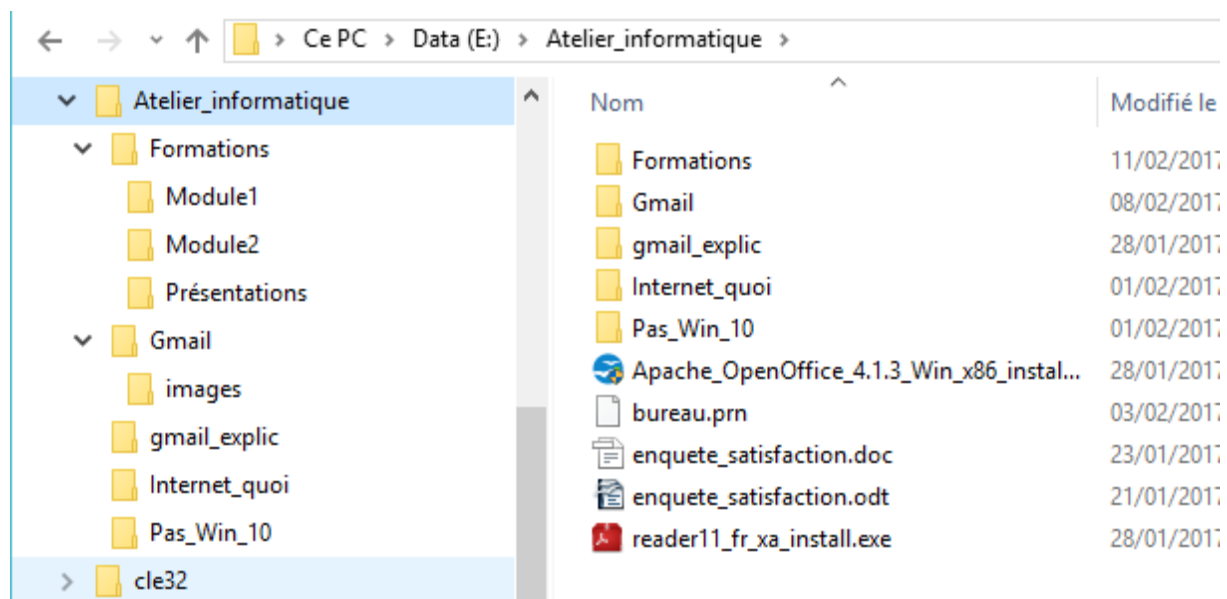 Ce PC > Data (E:) > Atelier_informatique >
Atelier_informatique
Formations
Module1
Module2
Présentations
Gmail
images
gmail_explic
Internet_quoi
Pas_Win_10
cle32
Nom Modifié le
Formations 11/02/2017
Gmail 08/02/2017
gmail_explic 28/01/2017
Internet_quoi 01/02/2017
Pas_Win_10 01/02/2017
Apache_OpenOffice_4.1.3_Win_x86_instal... 28/01/2017
bureau.prn 03/02/2017
enquete_satisfaction.doc 23/01/2017
enquete_satisfaction.odt 21/01/2017
reader11_fr_xa_install.exe 28/01/2017